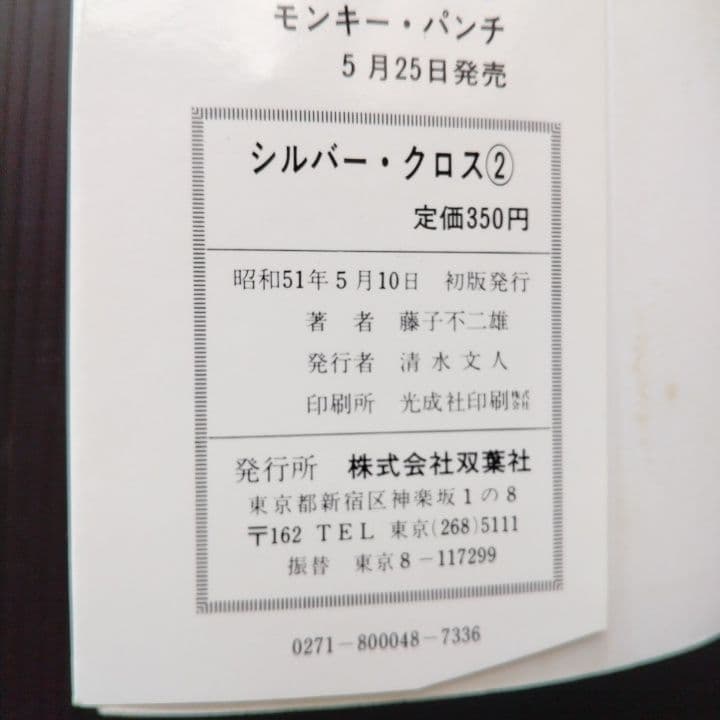 モンキー・パンチ
5月25日発売
シルバー・クロス②
定価350円
昭和51年5月10日 初版発行
著者 藤子不二雄
発行者 清水文人
印刷所 光成社印刷株式会社
発行所 株式会社双葉社
東京都新宿区神楽坂1の8
〒162 TEL 東京(268)5111
振替 東京8-117299
0271-800048-7336